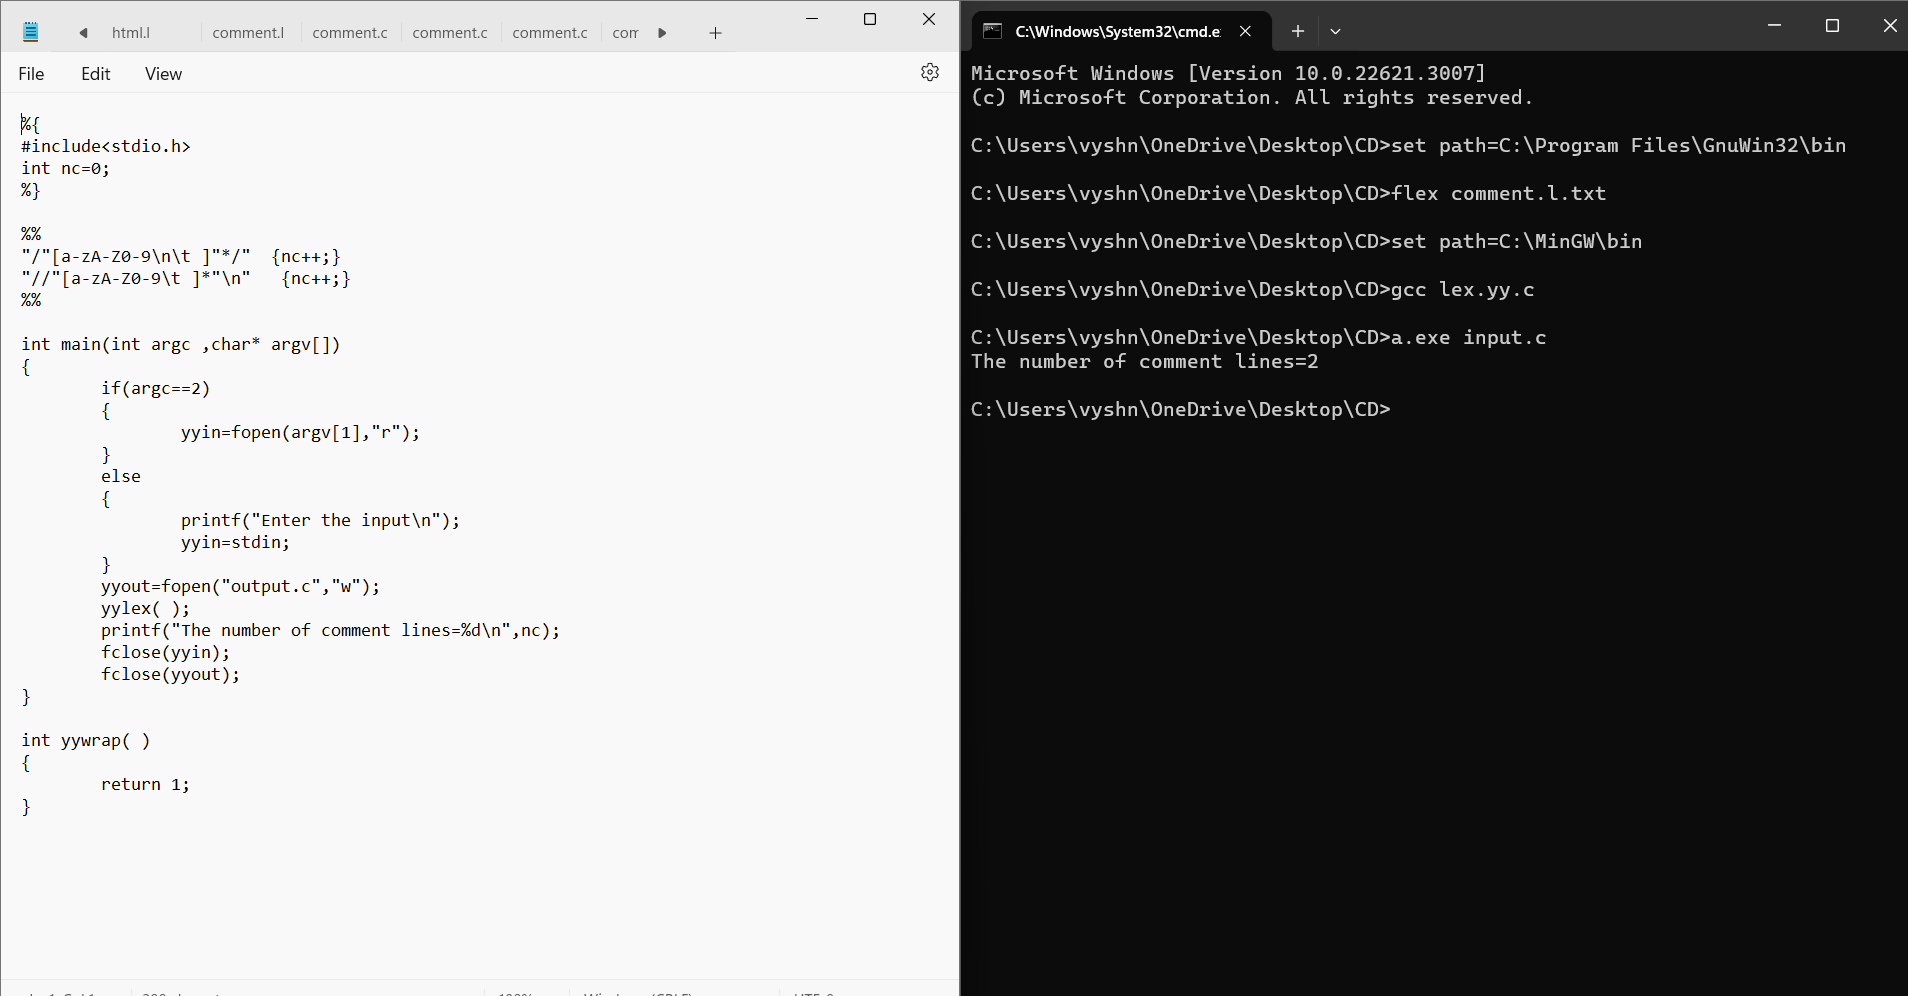 html.l comment.l comment.c comment.c comment.c com
File Edit View
%{
#include<stdio.h>
int nc=0;
%}
%%
"/"[a-zA-Z0-9\n\t ]"*/"  {nc++;}
"//"[a-zA-Z0-9\t ]*"\n"   {nc++;}
%%
int main(int argc ,char* argv[])
{
if(argc==2)
{
yyin=fopen(argv[1],"r");
}
else
{
printf("Enter the input\n");
yyin=stdin;
}
yyout=fopen("output.c","w");
yylex( );
printf("The number of comment lines=%d\n",nc);
fclose(yyin);
fclose(yyout);
}
int yywrap( )
{
return 1;
}
C:\Windows\System32\cmd.e
Microsoft Windows [Version 10.0.22621.3007]
(c) Microsoft Corporation. All rights reserved.
C:\Users\vyshn\OneDrive\Desktop\CD>set path=C:\Program Files\GnuWin32\bin
C:\Users\vyshn\OneDrive\Desktop\CD>flex comment.l.txt
C:\Users\vyshn\OneDrive\Desktop\CD>set path=C:\MinGW\bin
C:\Users\vyshn\OneDrive\Desktop\CD>gcc lex.yy.c
C:\Users\vyshn\OneDrive\Desktop\CD>a.exe input.c
The number of comment lines=2
C:\Users\vyshn\OneDrive\Desktop\CD>